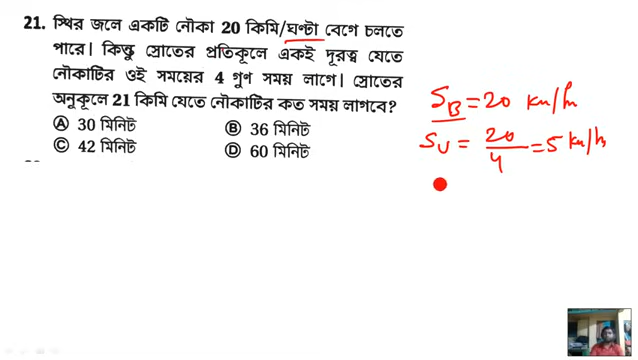 21. স্থির জলে একটি নৌকা 20 কিমি/ঘণ্টা বেগে চলতে
পারে। কিন্তু স্রোতের প্রতিকূলে একই দূরত্ব যেতে
নৌকাটির ওই সময়ের 4 গুণ সময় লাগে। স্রোতের
অনুকূলে 21 কিমি যেতে নৌকাটির কত সময় লাগবে?
Ⓐ 30 মিনিট Ⓑ 36 মিনিট
Ⓒ 42 মিনিট Ⓓ 60 মিনিট
S_B = 20 km/hr
S_U = 20/4 = 5 km/h